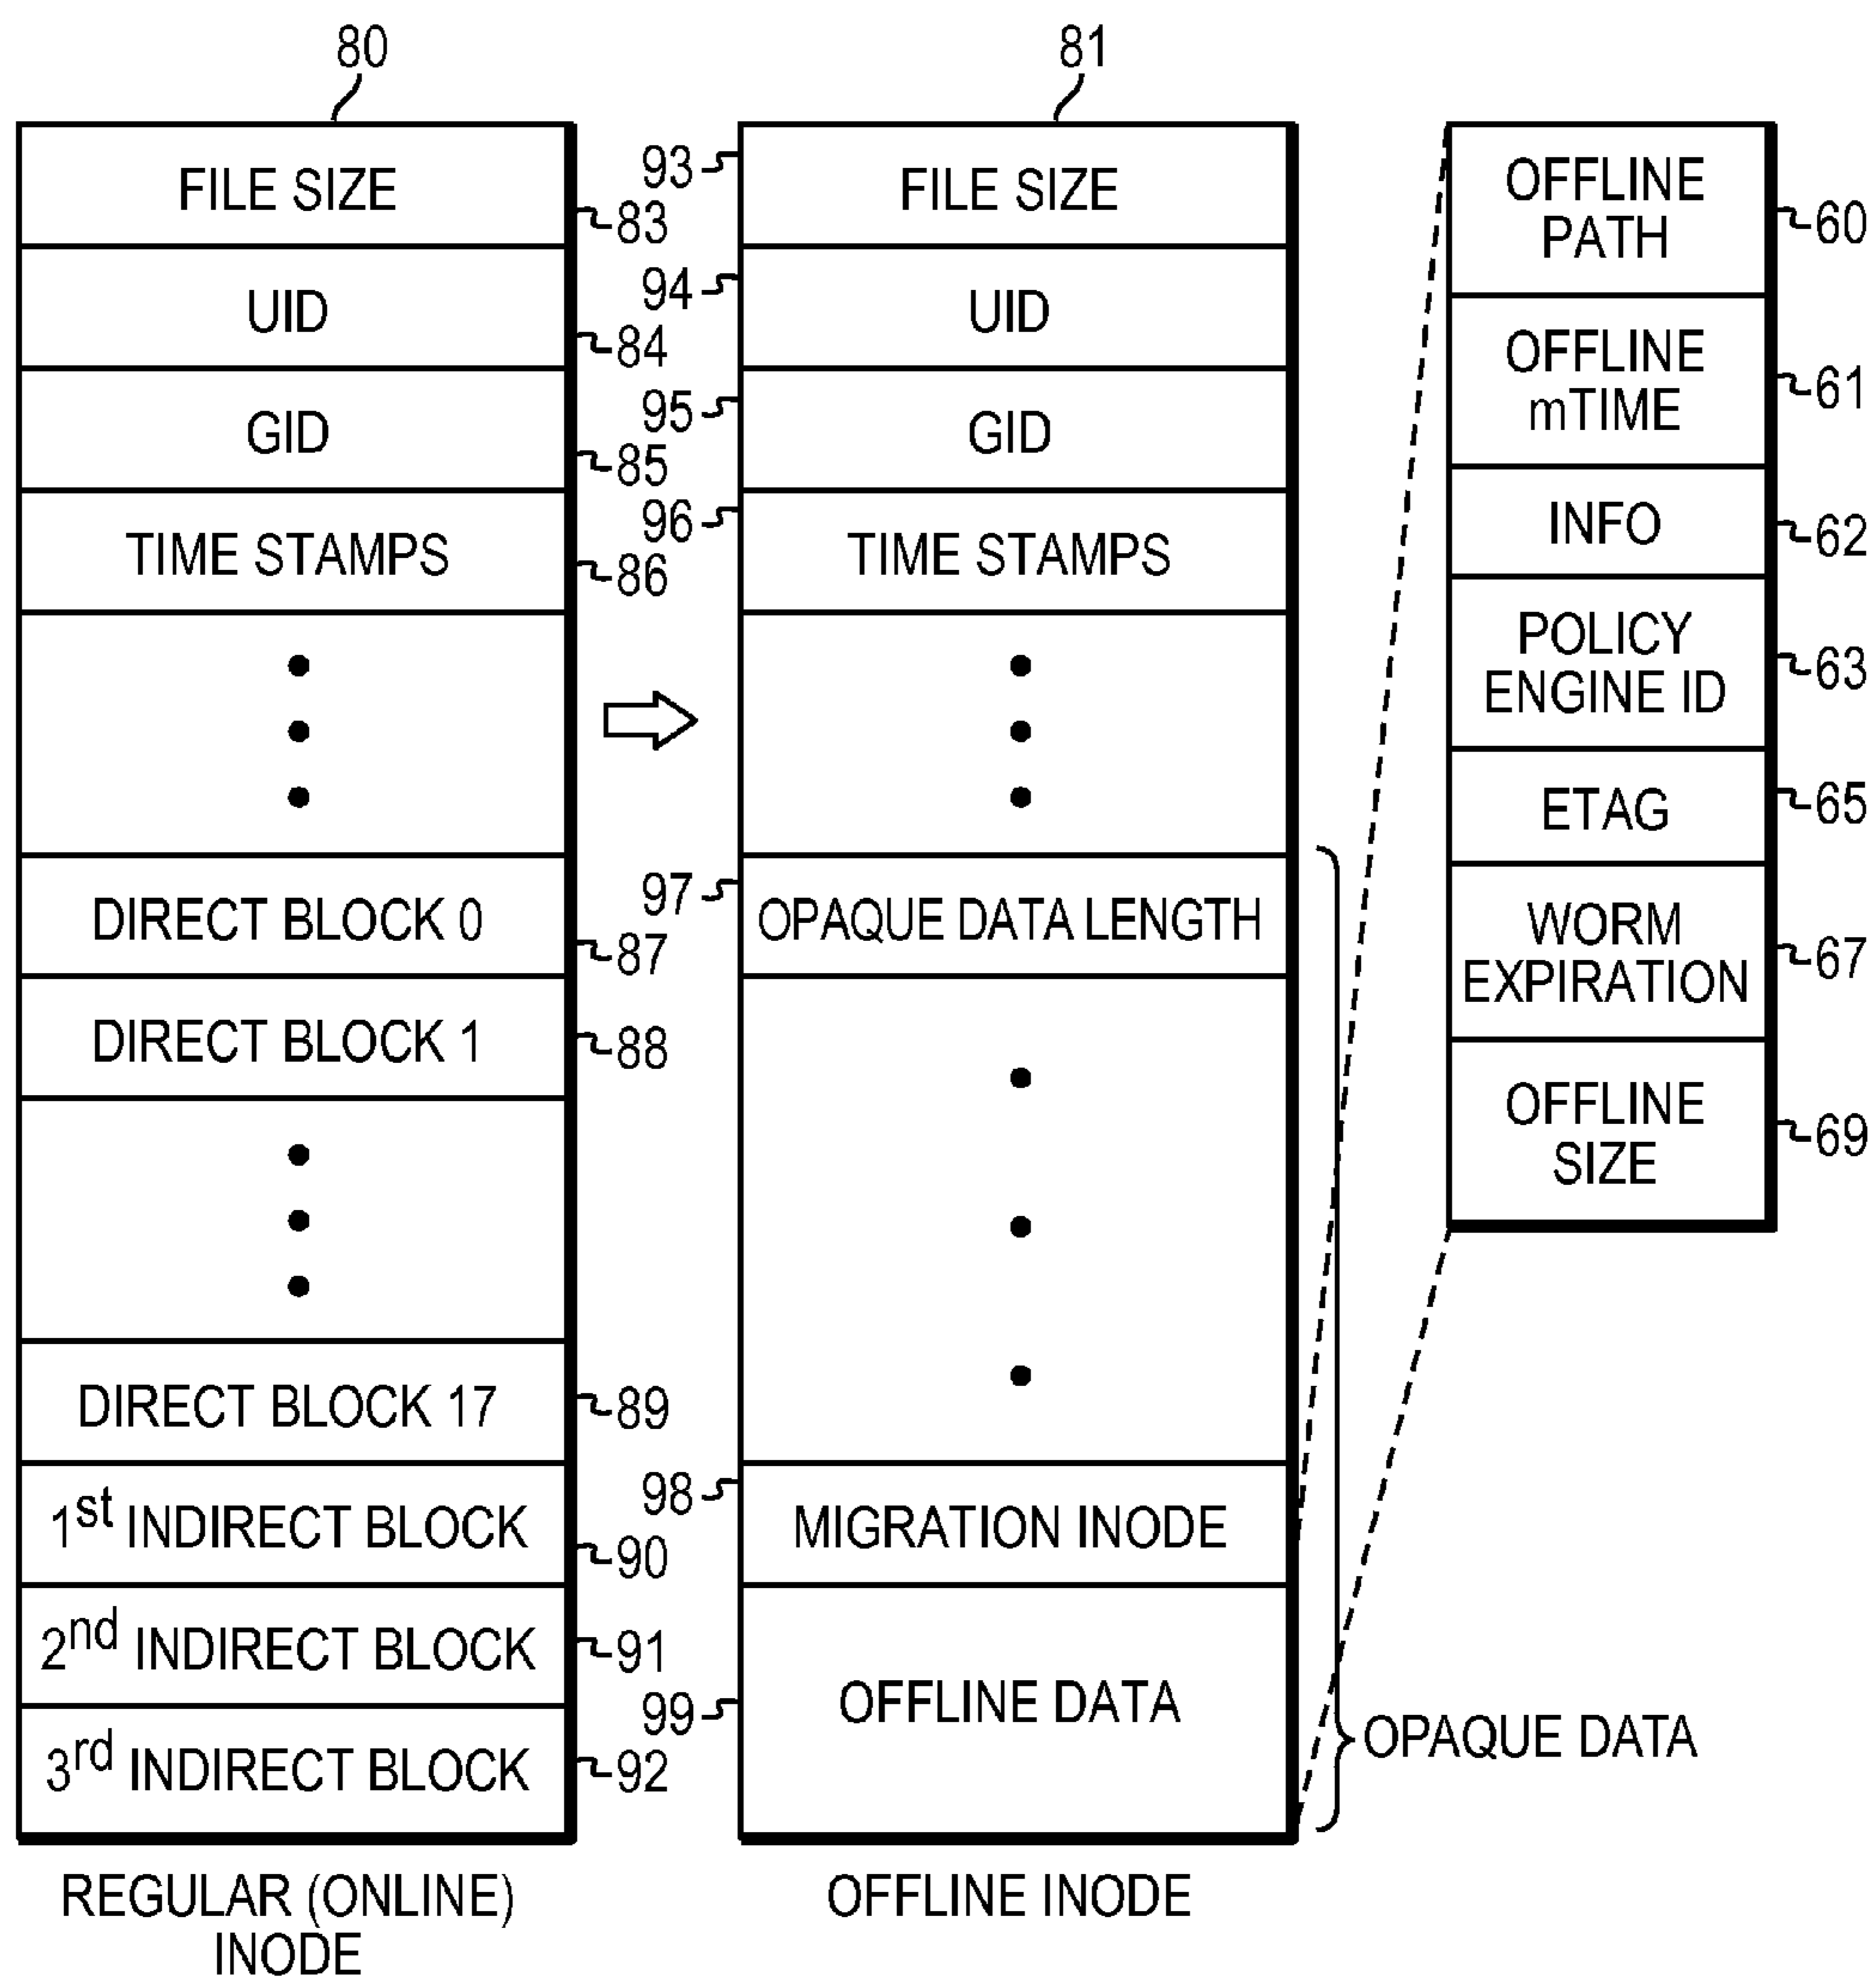 80
FILE SIZE
83
UID
84
GID
85
TIME STAMPS
86
DIRECT BLOCK 0
87
DIRECT BLOCK 1
88
DIRECT BLOCK 17
89
1st INDIRECT BLOCK
90
2nd INDIRECT BLOCK
91
3rd INDIRECT BLOCK
92
REGULAR (ONLINE)
INODE
81
93
FILE SIZE
94
UID
95
GID
96
TIME STAMPS
97
OPAQUE DATA LENGTH
98
MIGRATION INODE
99
OFFLINE DATA
OFFLINE INODE
OPAQUE DATA
OFFLINE
PATH
60
OFFLINE
mTIME
61
INFO
62
POLICY
ENGINE ID
63
ETAG
65
WORM
EXPIRATION
67
OFFLINE
SIZE
69